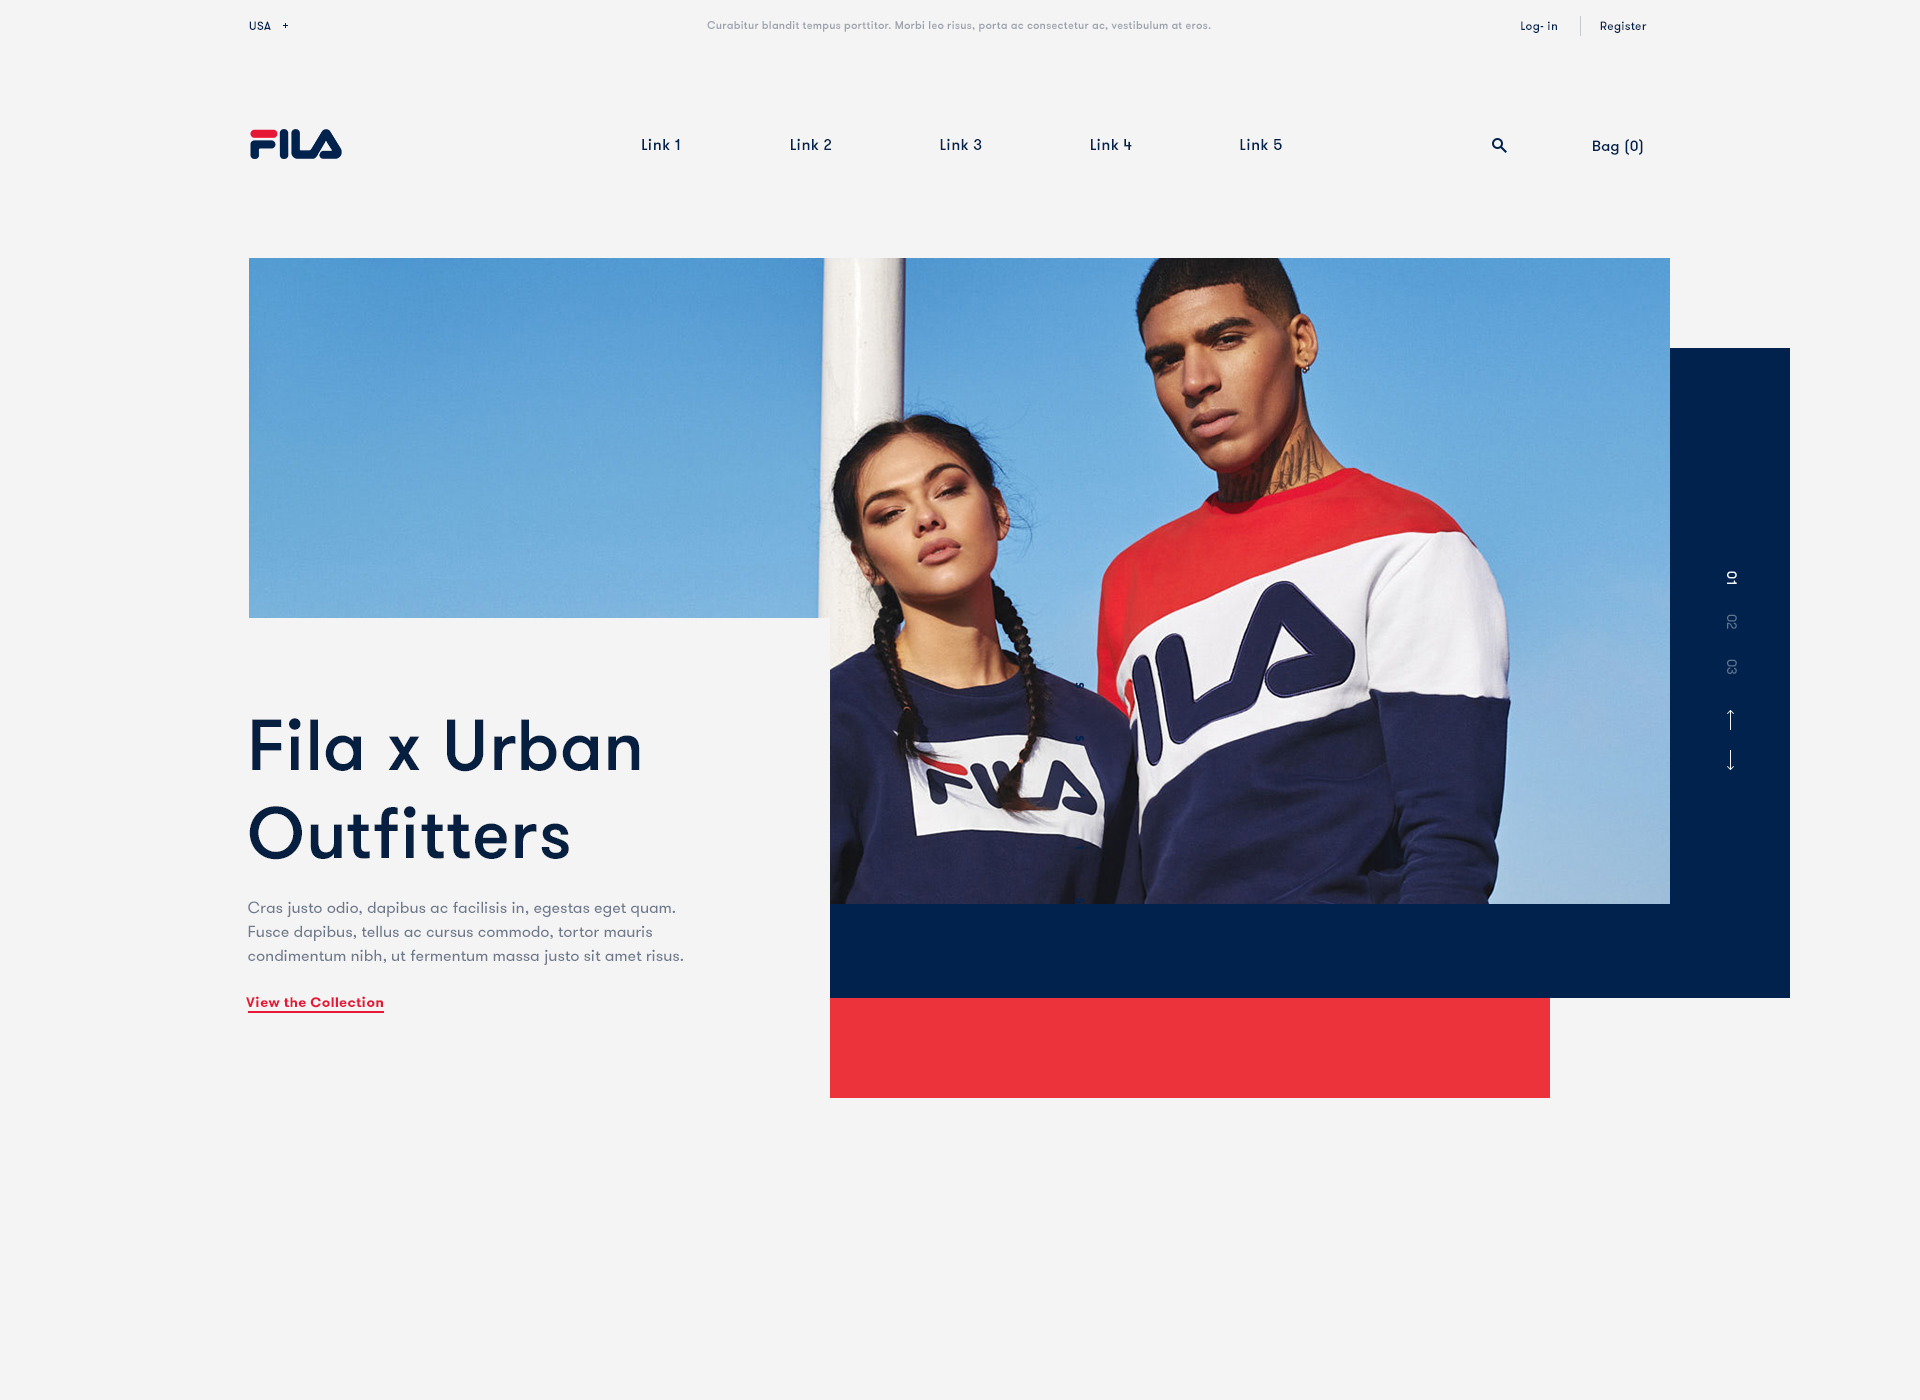 USA +
Curabitur blandit tempus porttitor. Morbi leo risus, porta ac consectetur ac, vestibulum at eros.
Log- in
Register
FILA
Link 1
Link 2
Link 3
Link 4
Link 5
Bag (0)
FILA
FILA
01
02
03
Fila x Urban
Outfitters
Cras justo odio, dapibus ac facilisis in, egestas eget quam.
Fusce dapibus, tellus ac cursus commodo, tortor mauris
condimentum nibh, ut fermentum massa justo sit amet risus.
View the Collection